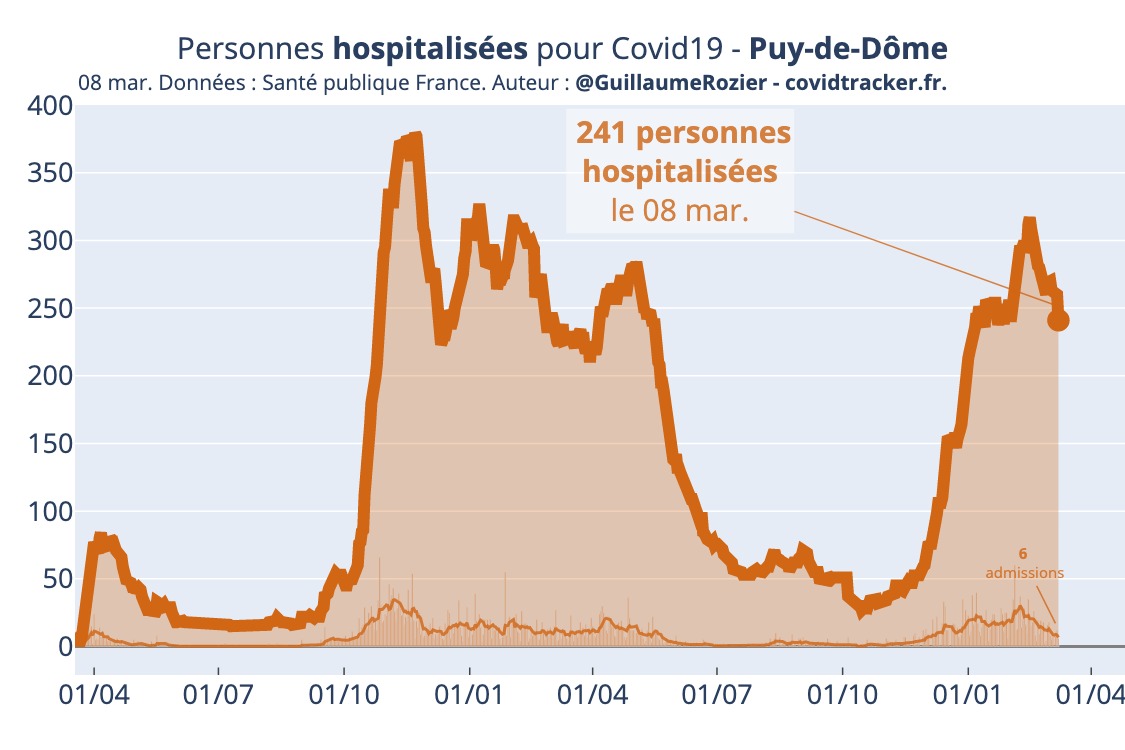 Personnes hospitalisées pour Covid19 - Puy-de-Dôme
08 mar. Données : Santé publique France. Auteur : @GuillaumeRozier - covidtracker.fr.
400
241 personnes
hospitalisées
le 08 mar.
350
300
250
200
150
100
6
admissions
50
0
01/04 01/07 01/10 01/01 01/04 01/07 01/10 01/01 01/04